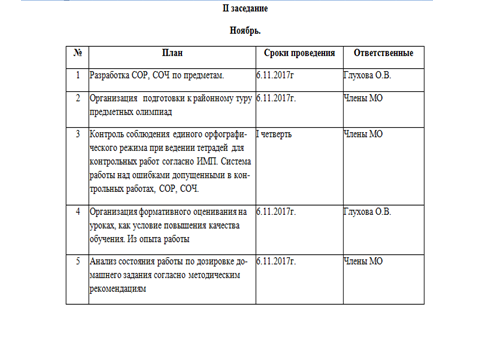 II заседание
Ноябрь.
№ План Сроки проведения Ответственные
1 Разработка СОР, СОЧ по предметам. 6.11.2017г Глухова О.В.
2 Организация подготовки к районному туру 6.11.2017г. Члены МО
предметных олимпиад
3 Контроль соблюдения единого орфографи- I четверть Члены МО
ческого режима при ведении тетрадей для
контрольных работ согласно ИМП. Система
работы над ошибками допущенными в кон-
трольных работах, СОР, СОЧ.
4 Организация формативного оценивания на 6.11.2017г. Глухова О.В.
уроках, как условие повышения качества
обучения. Из опыта работы
5 Анализ состояния работы по дозировке до- 6.11.2017г. Члены МО
машнего задания согласно методическим
рекомендациям